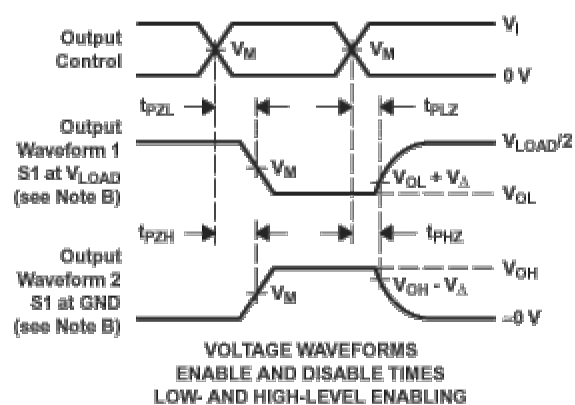 Output
Control
V_M
V_M
V_I
0 V
t_PZL
t_PLZ
Output
Waveform 1
S1 at V_LOAD
(see Note B)
V_M
V_LOAD/2
V_OL + V_Δ
V_OL
t_PZH
t_PHZ
Output
Waveform 2
S1 at GND
(see Note B)
V_M
V_OH
V_OH - V_Δ
≈0 V
VOLTAGE WAVEFORMS
ENABLE AND DISABLE TIMES
LOW- AND HIGH-LEVEL ENABLING